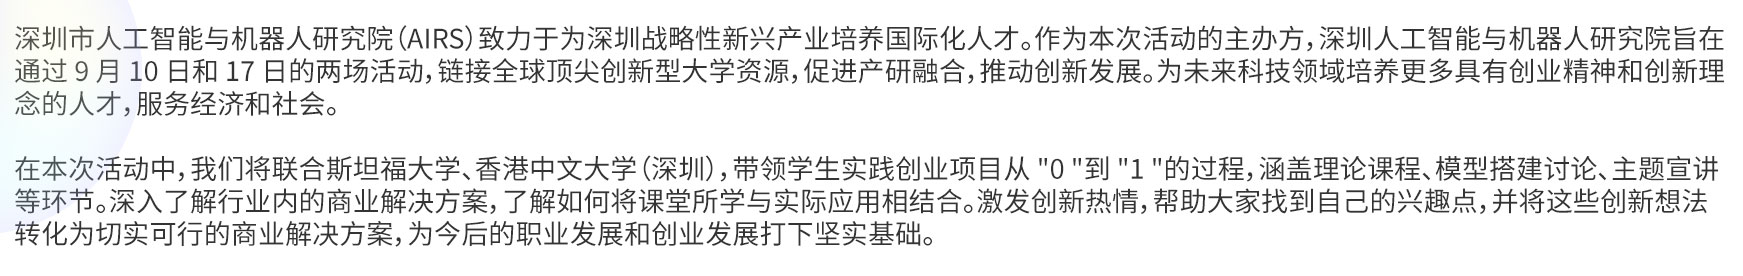 深圳市人工智能与机器人研究院（AIRS）致力于为深圳战略性新兴产业培养国际化人才。作为本次活动的主办方，深圳人工智能与机器人研究院旨在
通过 9 月 10 日和 17 日的两场活动，链接全球顶尖创新型大学资源，促进产研融合，推动创新发展。为未来科技领域培养更多具有创业精神和创新理
念的人才，服务经济和社会。
在本次活动中，我们将联合斯坦福大学、香港中文大学（深圳），带领学生实践创业项目从 "0 "到 "1 "的过程，涵盖理论课程、模型搭建讨论、主题宣讲
等环节。深入了解行业内的商业解决方案，了解如何将课堂所学与实际应用相结合。激发创新热情，帮助大家找到自己的兴趣点，并将这些创新想法
转化为切实可行的商业解决方案，为今后的职业发展和创业发展打下坚实基础。